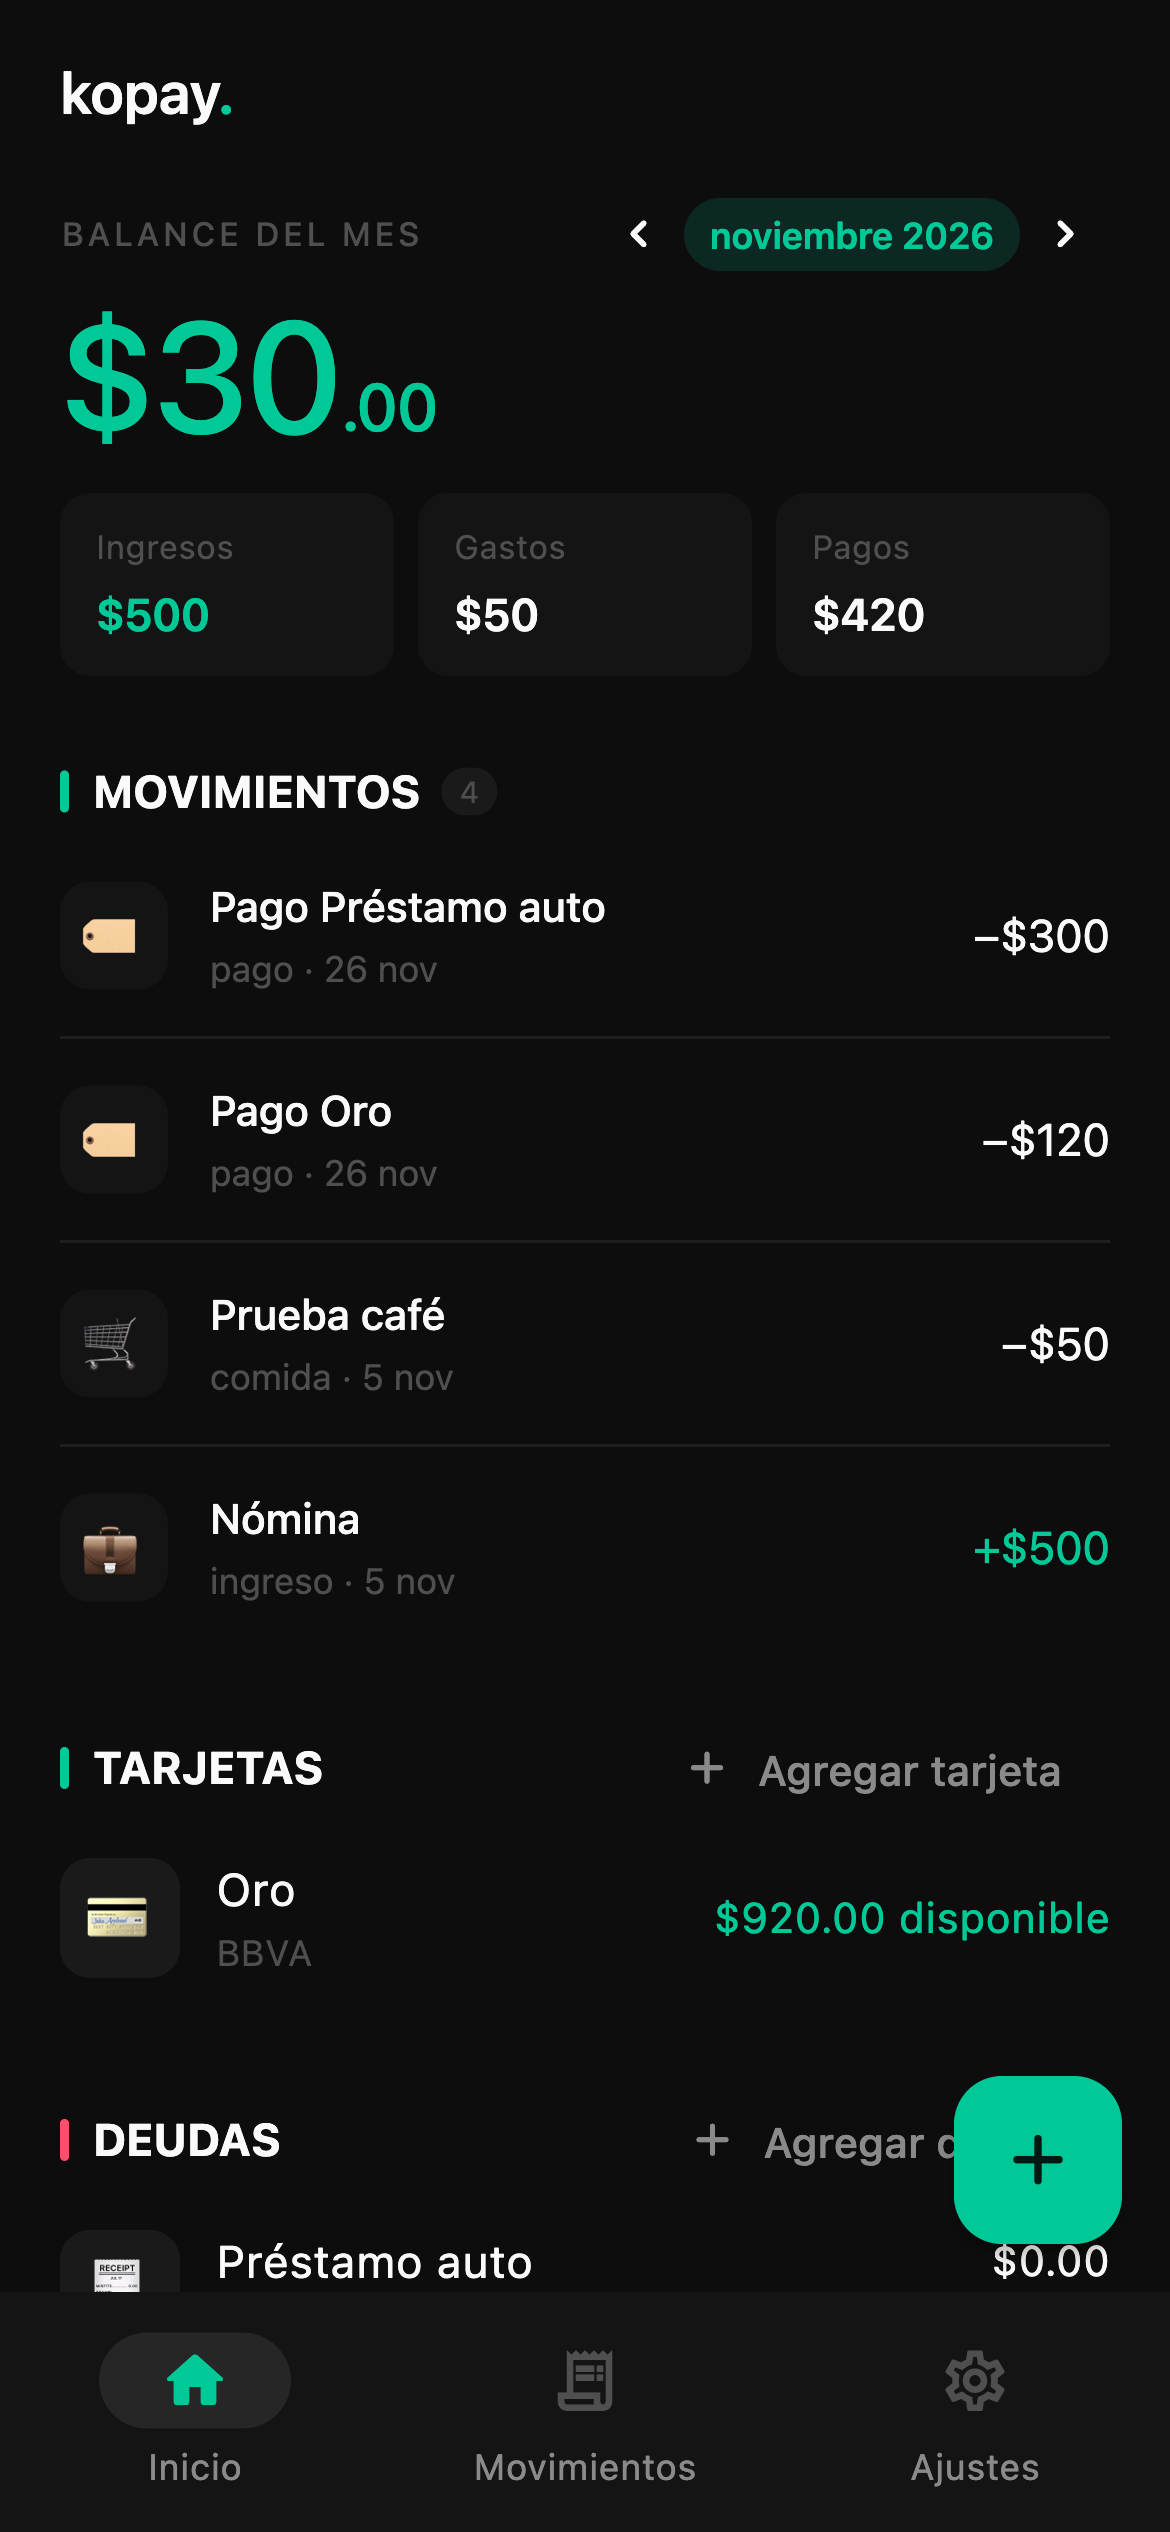 kopay.
BALANCE DEL MES
noviembre 2026
$30.00
Ingresos
$500
Gastos
$50
Pagos
$420
MOVIMIENTOS 4
Pago Préstamo auto
pago · 26 nov
–$300
Pago Oro
pago · 26 nov
–$120
Prueba café
comida · 5 nov
–$50
Nómina
ingreso · 5 nov
+$500
TARJETAS
+ Agregar tarjeta
Oro
BBVA
$920.00 disponible
DEUDAS
+ Agregar
Préstamo auto
$0.00
RECEIPT
Inicio
Movimientos
Ajustes